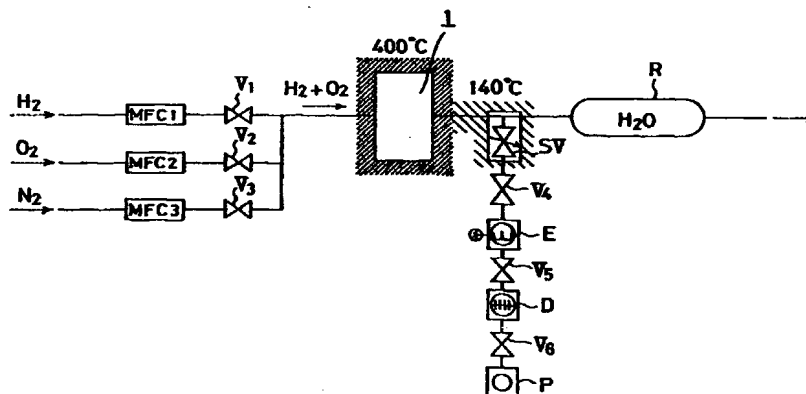 1
400°C
H₂+O₂
140°C
R
H₂
MFC1
V₁
H₂O
SV
O₂
MFC2
V₂
V₄
N₂
MFC3
V₃
E
V₅
D
V₆
P